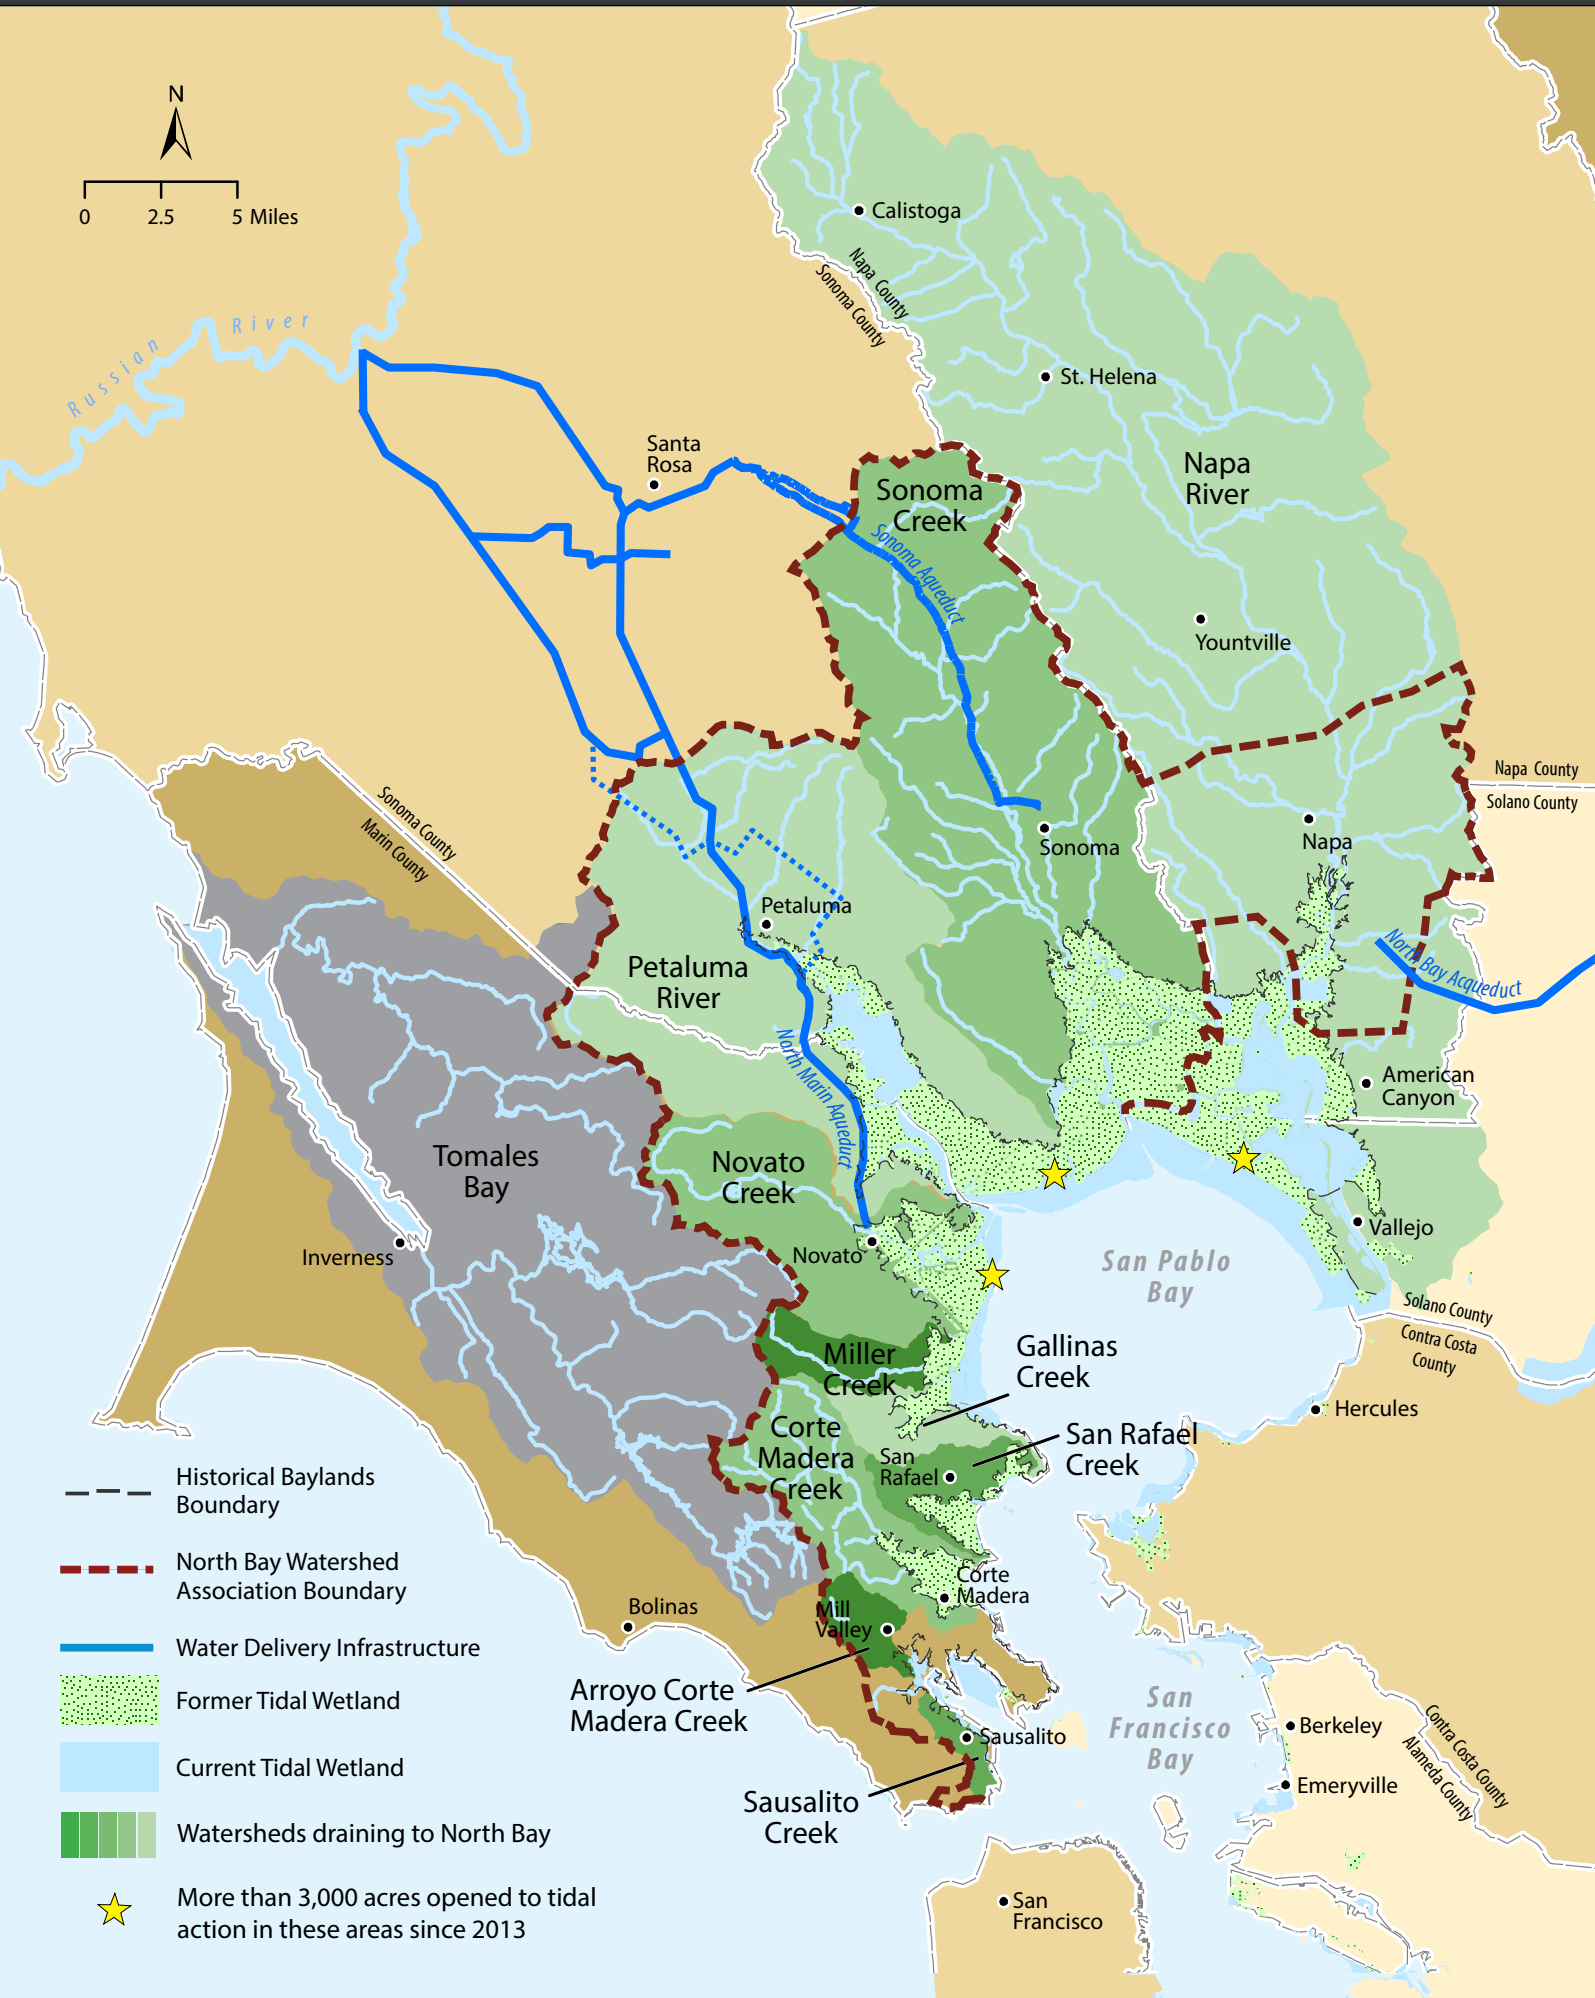 N
0 2.5 5 Miles
Russian River
Calistoga
Napa County
Sonoma County
St. Helena
Santa
Rosa
Sonoma
Creek
Napa
River
Sonoma Aqueduct
Yountville
Napa County
Solano County
Sonoma County
Marin County
Sonoma
Napa
Petaluma
Petaluma
River
North Bay Acqueduct
North Marin Aqueduct
American
Canyon
Tomales
Bay
Novato
Creek
Inverness
Novato
Vallejo
San Pablo
Bay
Solano County
Contra Costa
County
Miller
Creek
Gallinas
Creek
Hercules
Corte
Madera
Creek
San
Rafael
San Rafael
Creek
Historical Baylands
Boundary
North Bay Watershed
Association Boundary
Corte
Madera
Mill
Valley
Bolinas
Water Delivery Infrastructure
Arroyo Corte
Madera Creek
Former Tidal Wetland
San
Francisco
Bay
Berkeley
Contra Costa County
Alameda County
Sausalito
Current Tidal Wetland
Emeryville
Sausalito
Creek
Watersheds draining to North Bay
More than 3,000 acres opened to tidal
action in these areas since 2013
San
Francisco